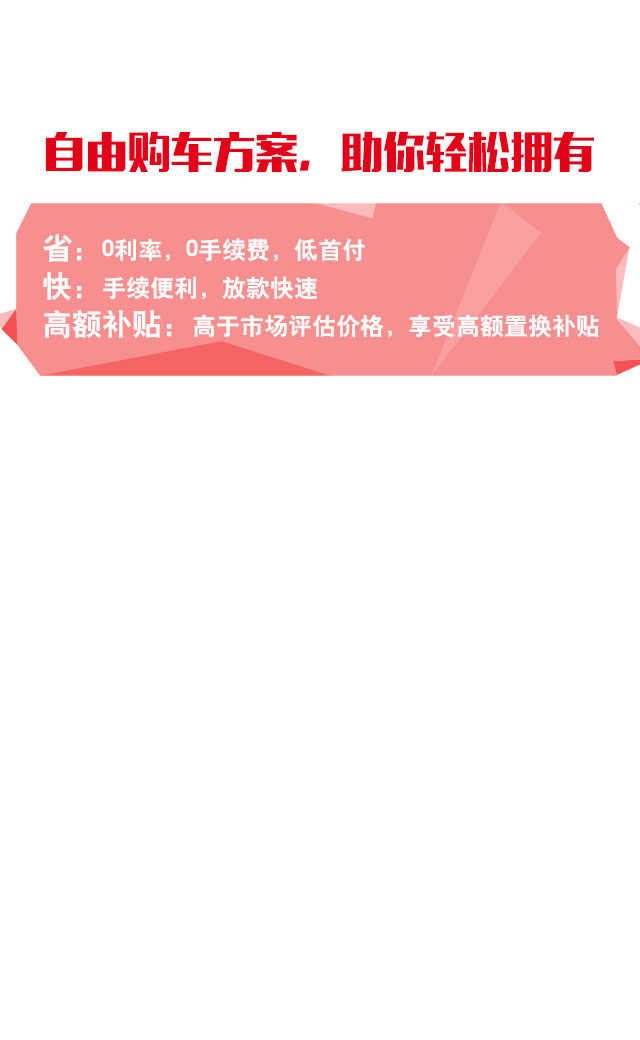 自由购车方案，助你轻松拥有
省：0利率，0手续费，低首付
快：手续便利，放款快速
高额补贴：高于市场评估价格，享受高额置换补贴